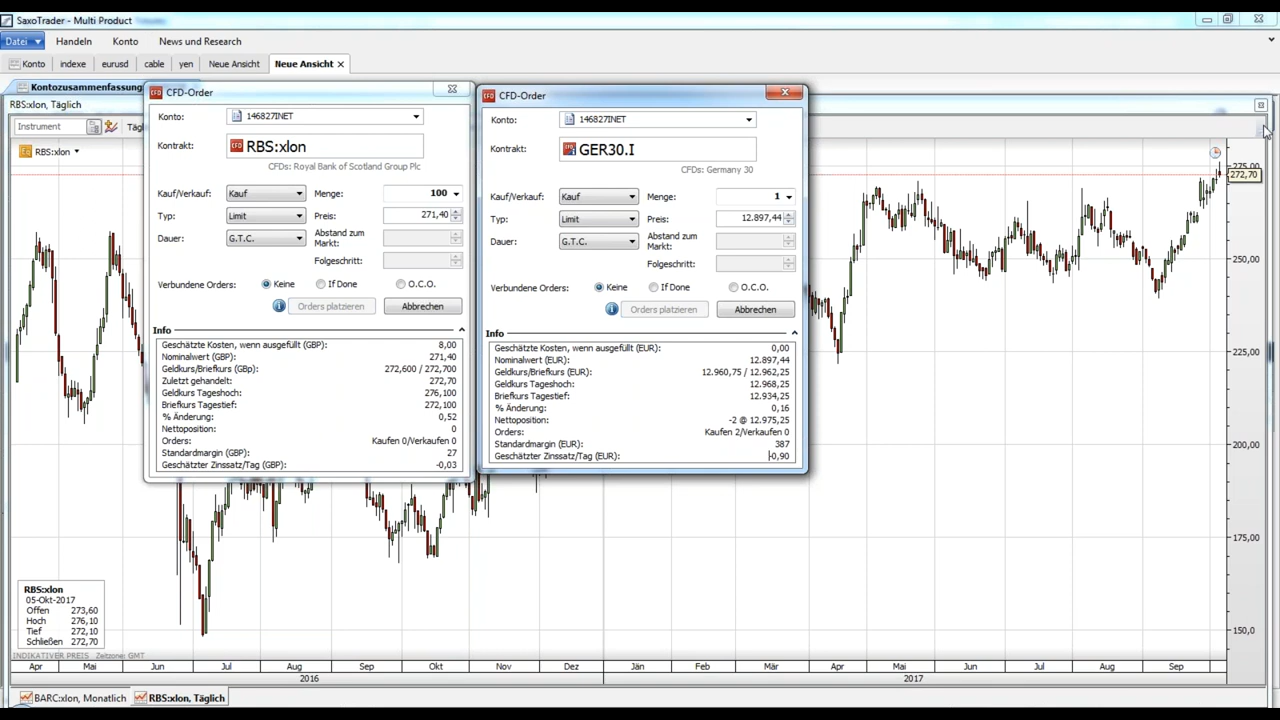 SaxoTrader - Multi Product
Datei Handeln Konto News und Research
Konto indexe eurusd cable yen Neue Ansicht Neue Ansicht
Kontozusammenfassung
RBS:xlon, Täglich
Instrument
RBS:xlon
CFD-Order
Konto: 146827INET
Kontrakt: CFD RBS:xlon
CFDs: Royal Bank of Scotland Group Plc
Kauf/Verkauf: Kauf Menge: 100
Typ: Limit Preis: 271,40
Dauer: G.T.C. Abstand zum
Markt:
Folgeschritt:
Verbundene Orders: Keine If Done O.C.O.
Orders platzieren Abbrechen
Info
Geschätzte Kosten, wenn ausgefüllt (GBP): 8,00
Nominalwert (GBP): 271,40
Geldkurs/Briefkurs (GBp): 272,600 / 272,700
Zuletzt gehandelt: 272,70
Geldkurs Tageshoch: 276,100
Briefkurs Tagestief: 272,100
% Änderung: 0,52
Nettoposition: 0
Orders: Kaufen 0/Verkaufen 0
Standardmargin (GBP): 27
Geschätzter Zinssatz/Tag (GBP): -0,03
CFD-Order
Konto: 146827INET
Kontrakt: GER30.I
CFDs: Germany 30
Kauf/Verkauf: Kauf Menge: 1
Typ: Limit Preis: 12.897,44
Dauer: G.T.C. Abstand zum
Markt:
Folgeschritt:
Verbundene Orders: Keine If Done O.C.O.
Orders platzieren Abbrechen
Info
Geschätzte Kosten, wenn ausgefüllt (EUR): 0,00
Nominalwert (EUR): 12.897,44
Geldkurs/Briefkurs (EUR): 12.960,75 / 12.962,25
Geldkurs Tageshoch: 12.968,25
Briefkurs Tagestief: 12.934,25
% Änderung: 0,16
Nettoposition: -2 @ 12.975,25
Orders: Kaufen 2/Verkaufen 0
Standardmargin (EUR): 387
Geschätzter Zinssatz/Tag (EUR): -0,90
275,00
272,70
250,00
225,00
200,00
175,00
150,0
RBS:xlon
05-Okt-2017
Offen 273,60
Hoch 276,10
Tief 272,10
Schließen 272,70
INDIKATIVER PREIS Zeitzone: GMT
Apr Mai Jun Jul Aug Sep Okt Nov Dez Jän Feb Mär Apr Mai Jun Jul Aug Sep
2016 2017
BARC:xlon, Monatlich RBS:xlon, Täglich